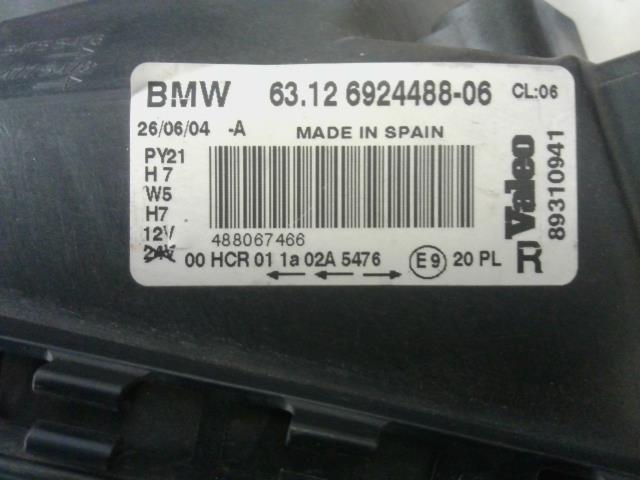 BMW 63.12 6924488-06 CL:06
26/06/04 -A MADE IN SPAIN
PY21
H7
W5
H7
12V
24V
488067466
00 HCR 01 1a 02A 5476 E9 20 PL
R
Valeo
89310941